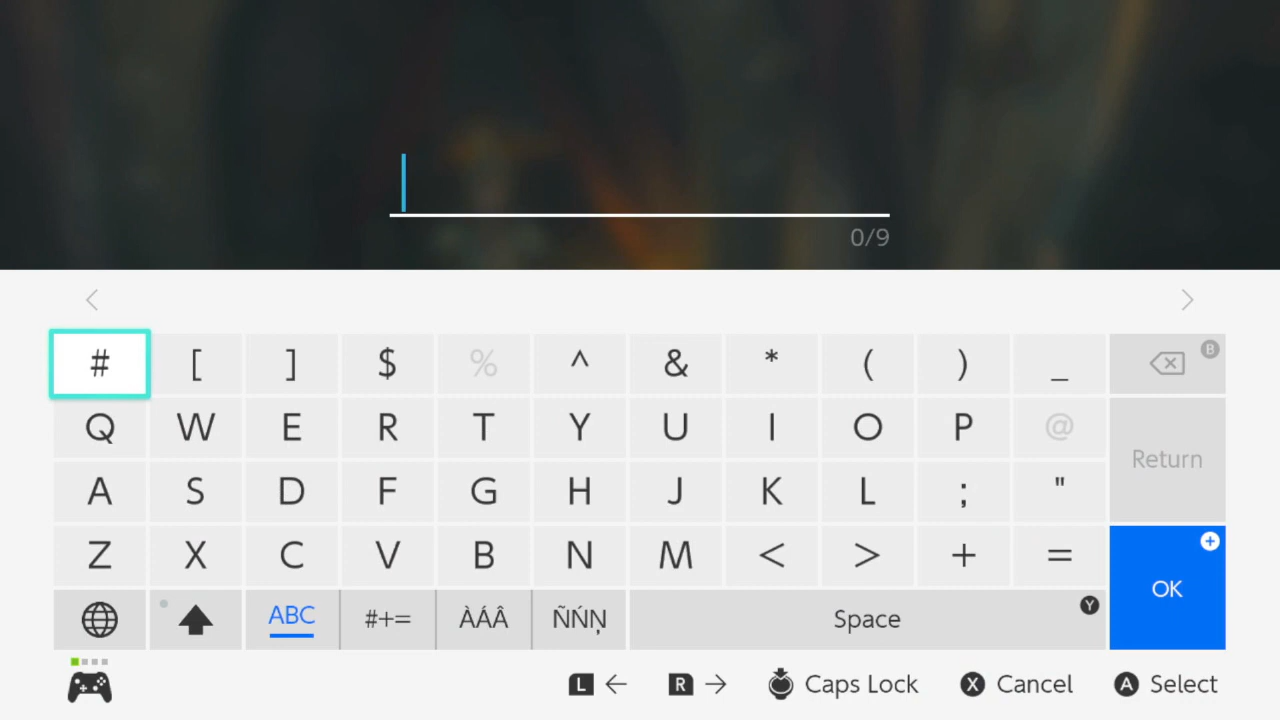 0/9
< >
# [ ] $ % ^ & * ( ) _ B
Q W E R T Y U I O P @ Return
A S D F G H J K L ; "
Z X C V B N M < > + = + OK
ABC #+= ÀÁÂ ÑŃŅ Space Y
L ← R → Caps Lock X Cancel A Select